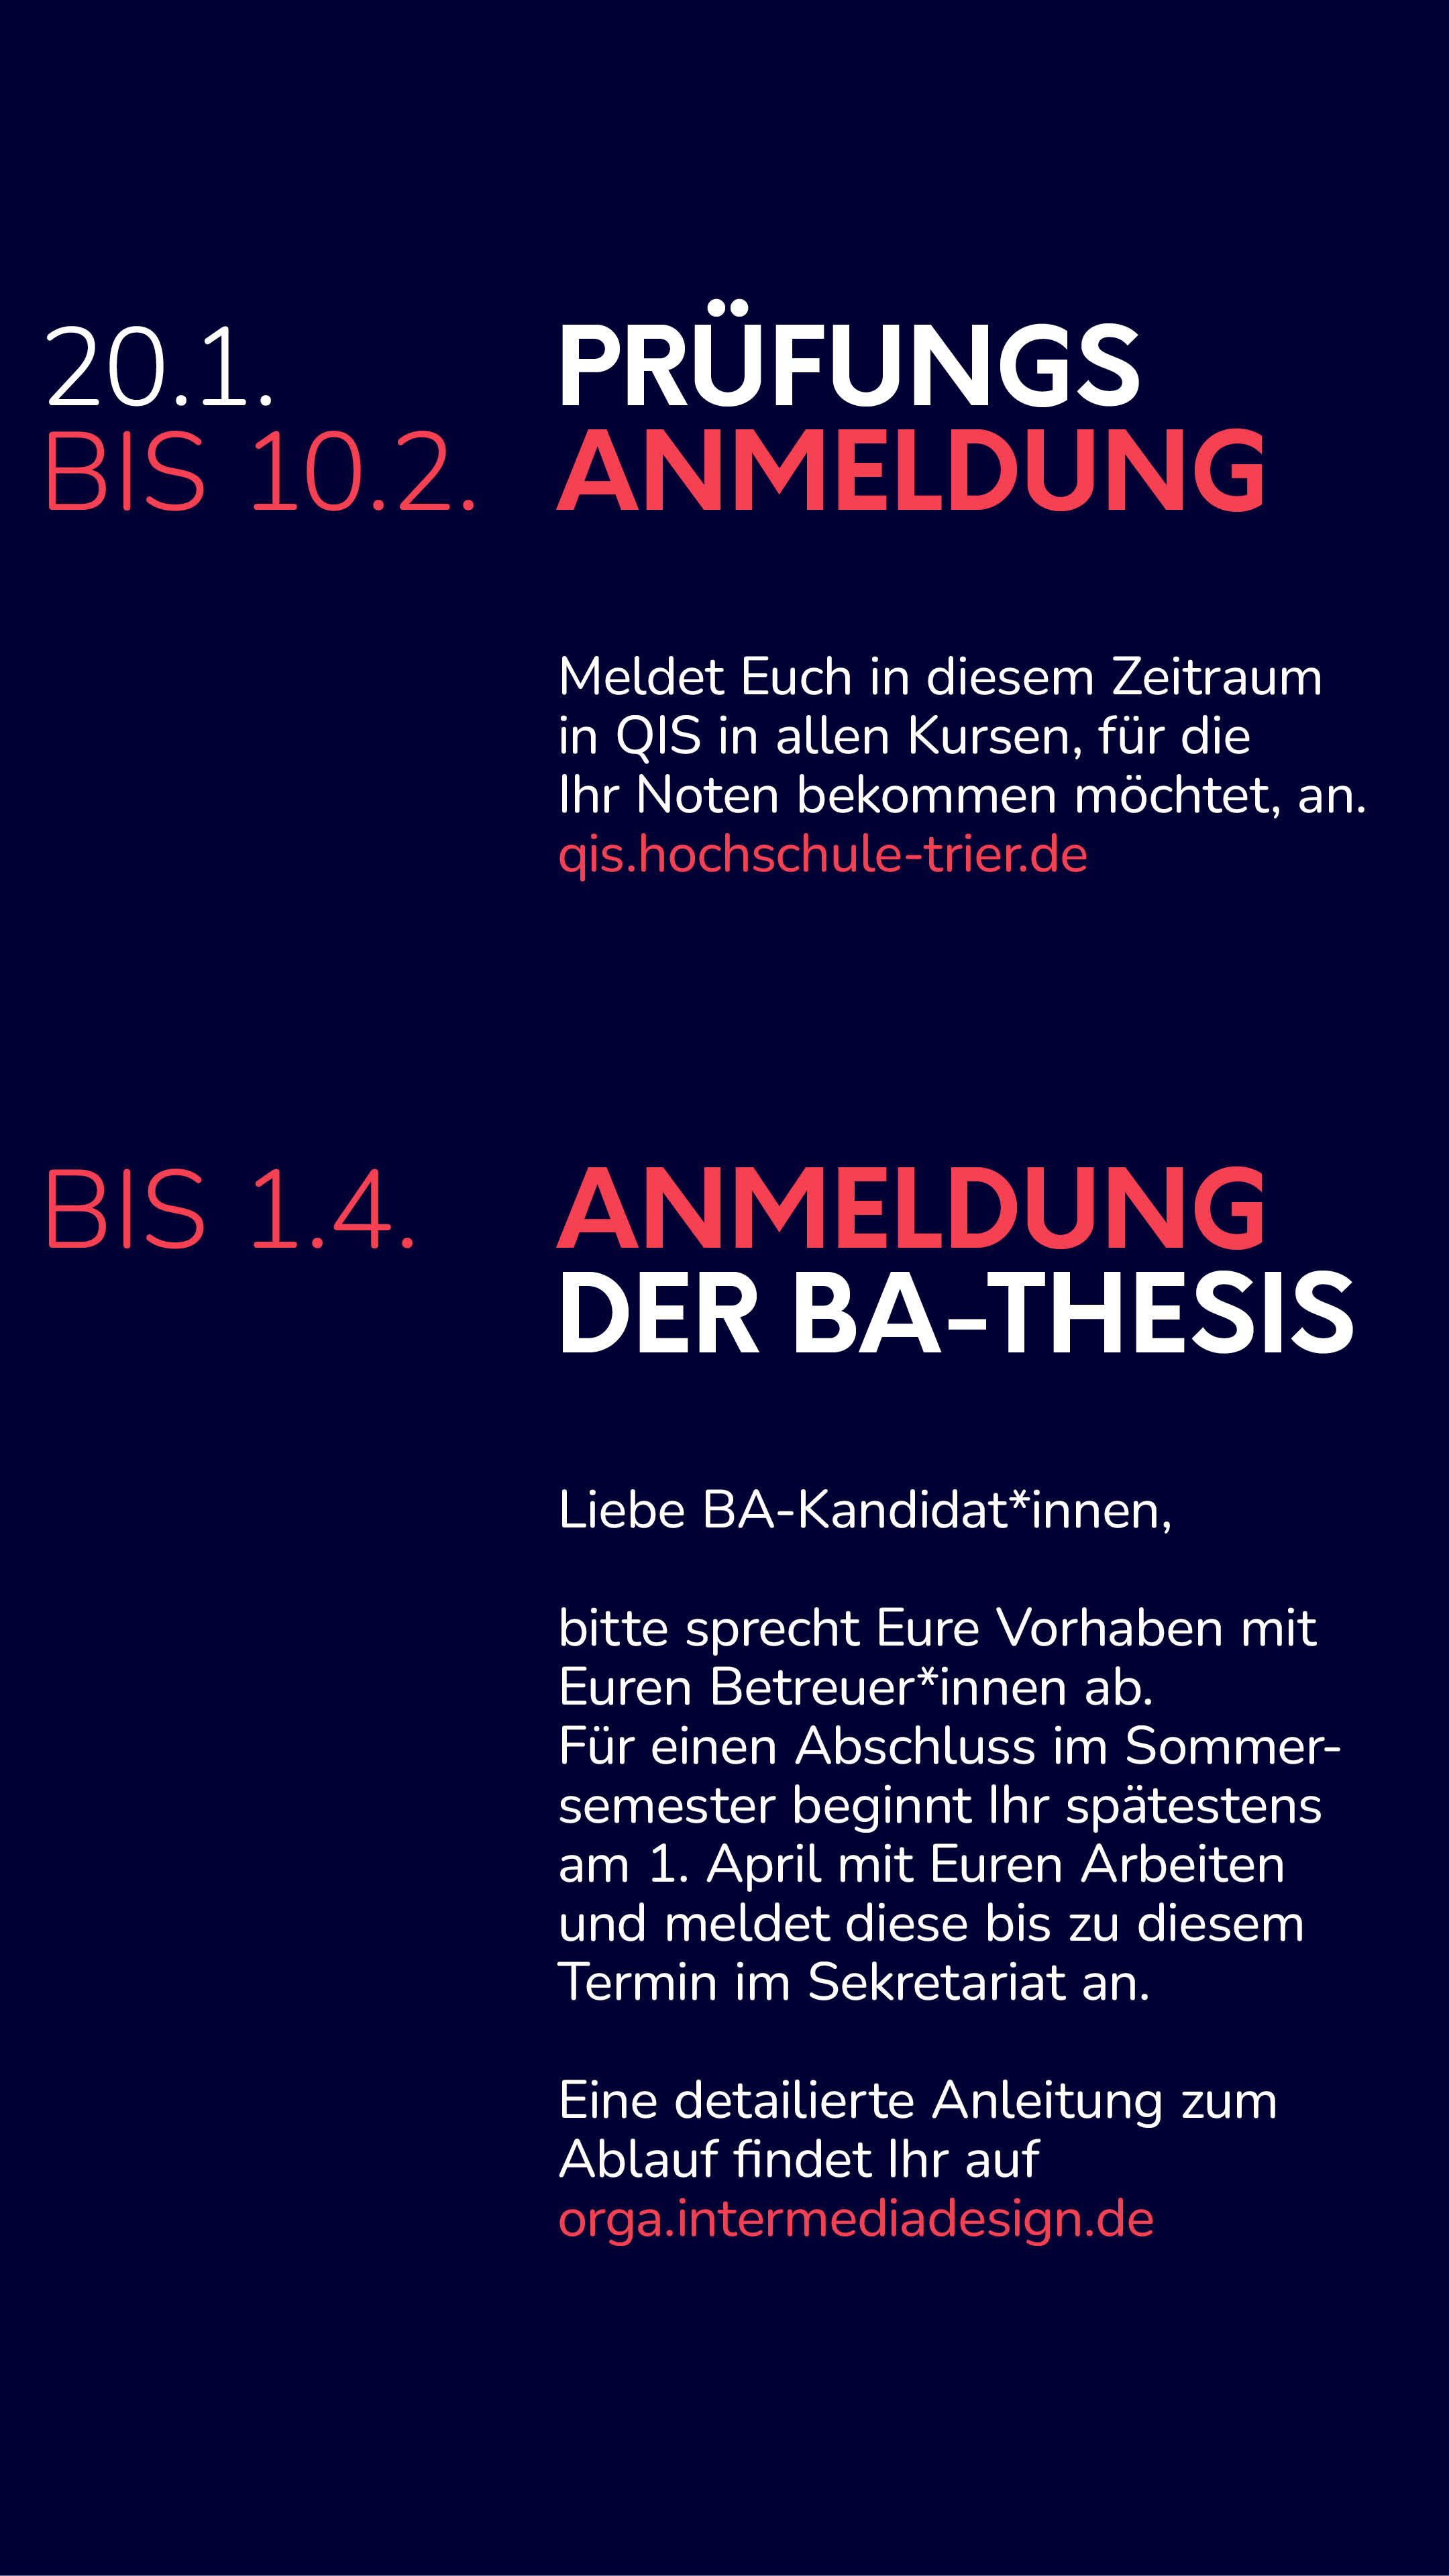 20.1.
BIS 10.2.
PRÜFUNGS
ANMELDUNG
Meldet Euch in diesem Zeitraum
in QIS in allen Kursen, für die
Ihr Noten bekommen möchtet, an.
qis.hochschule-trier.de
BIS 1.4.
ANMELDUNG
DER BA-THESIS
Liebe BA-Kandidat*innen,
bitte sprecht Eure Vorhaben mit
Euren Betreuer*innen ab.
Für einen Abschluss im Sommer-
semester beginnt Ihr spätestens
am 1. April mit Euren Arbeiten
und meldet diese bis zu diesem
Termin im Sekretariat an.
Eine detailierte Anleitung zum
Ablauf findet Ihr auf
orga.intermediadesign.de